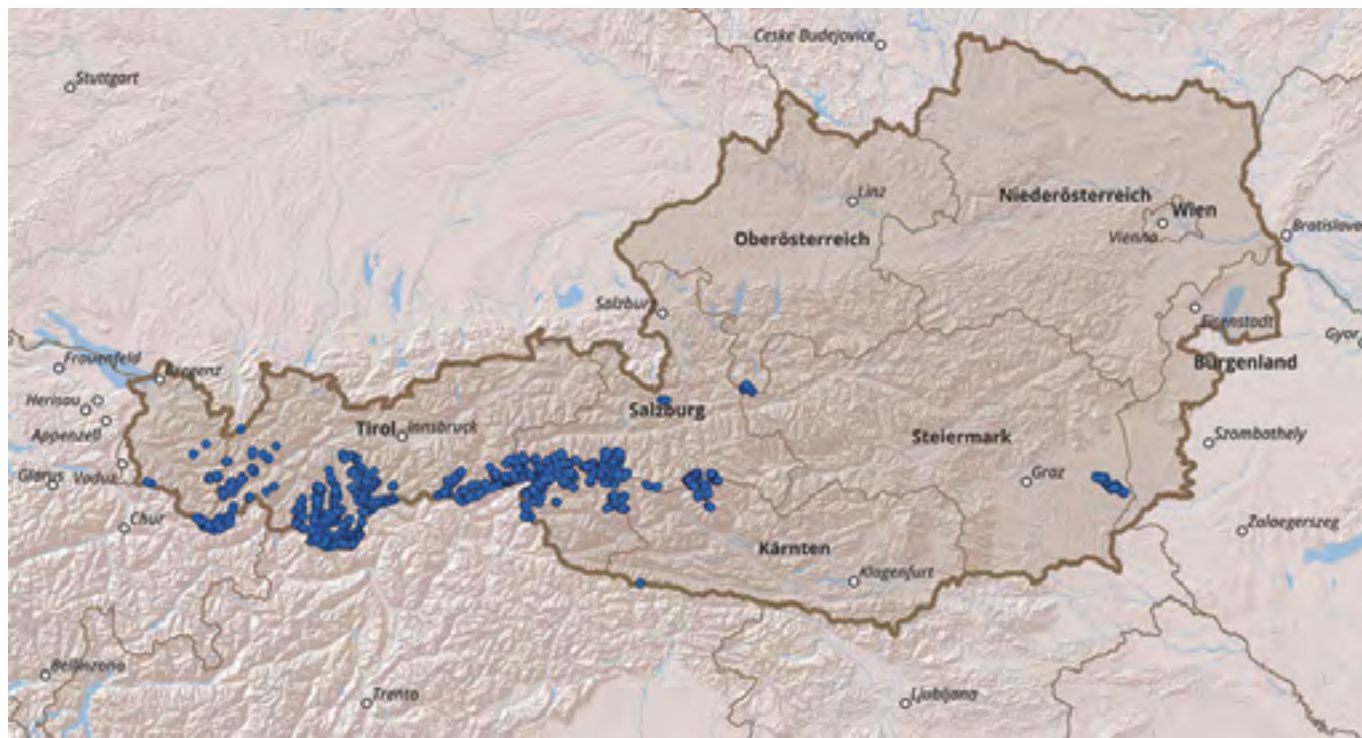 Ceske Budejovice
Stuttgart
Linz
Niederösterreich
Wien
Vienna
Bratislava
Oberösterreich
Salzburg
Eisenstadt
Gyor
Frauenfeld
Bregenz
Burgenland
Herisau
Appenzell
Salzburg
Tirol
Innsbruck
Steiermark
Szombathely
Glarus
Vaduz
Graz
Chur
Zalaegerszeg
Kärnten
Klagenfurt
Bellinzona
Trento
Ljubljana